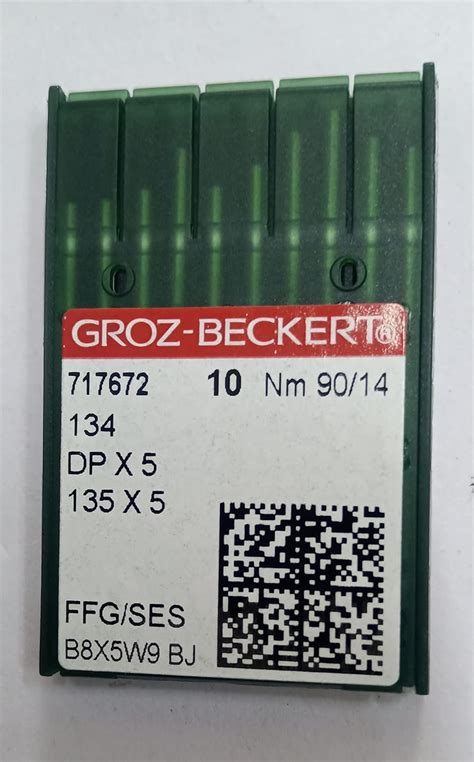 GROZ-BECKERT®
717672 10 Nm 90/14
134
DP X 5
135 X 5
FFG/SES
B8X5W9 BJ